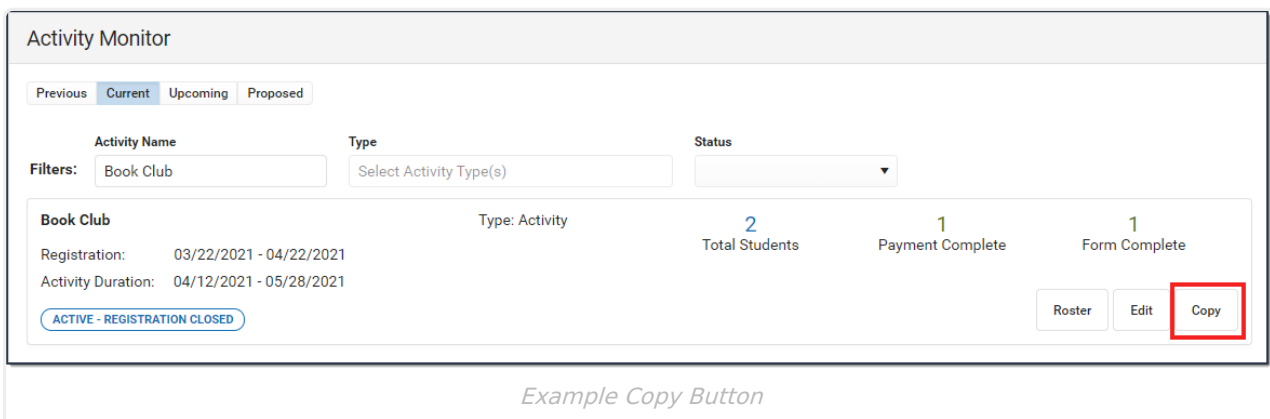 Activity Monitor
Previous Current Upcoming Proposed
Activity Name Type Status
Filters: Book Club Select Activity Type(s)
Book Club Type: Activity 2 1 1
Total Students Payment Complete Form Complete
Registration: 03/22/2021 - 04/22/2021
Activity Duration: 04/12/2021 - 05/28/2021
ACTIVE - REGISTRATION CLOSED Roster Edit Copy
Example Copy Button